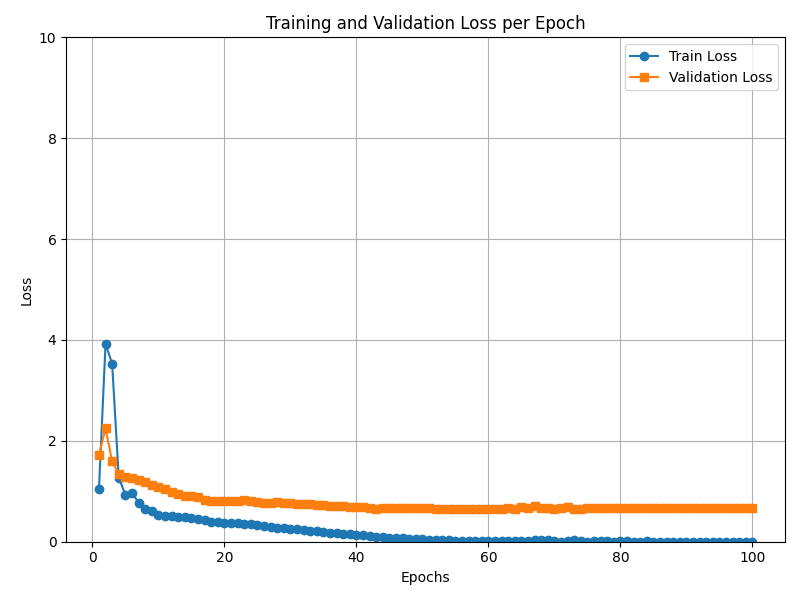 Training and Validation Loss per Epoch
Train Loss
Validation Loss
Loss
10
8
6
4
2
0
0 20 40 60 80 100
Epochs